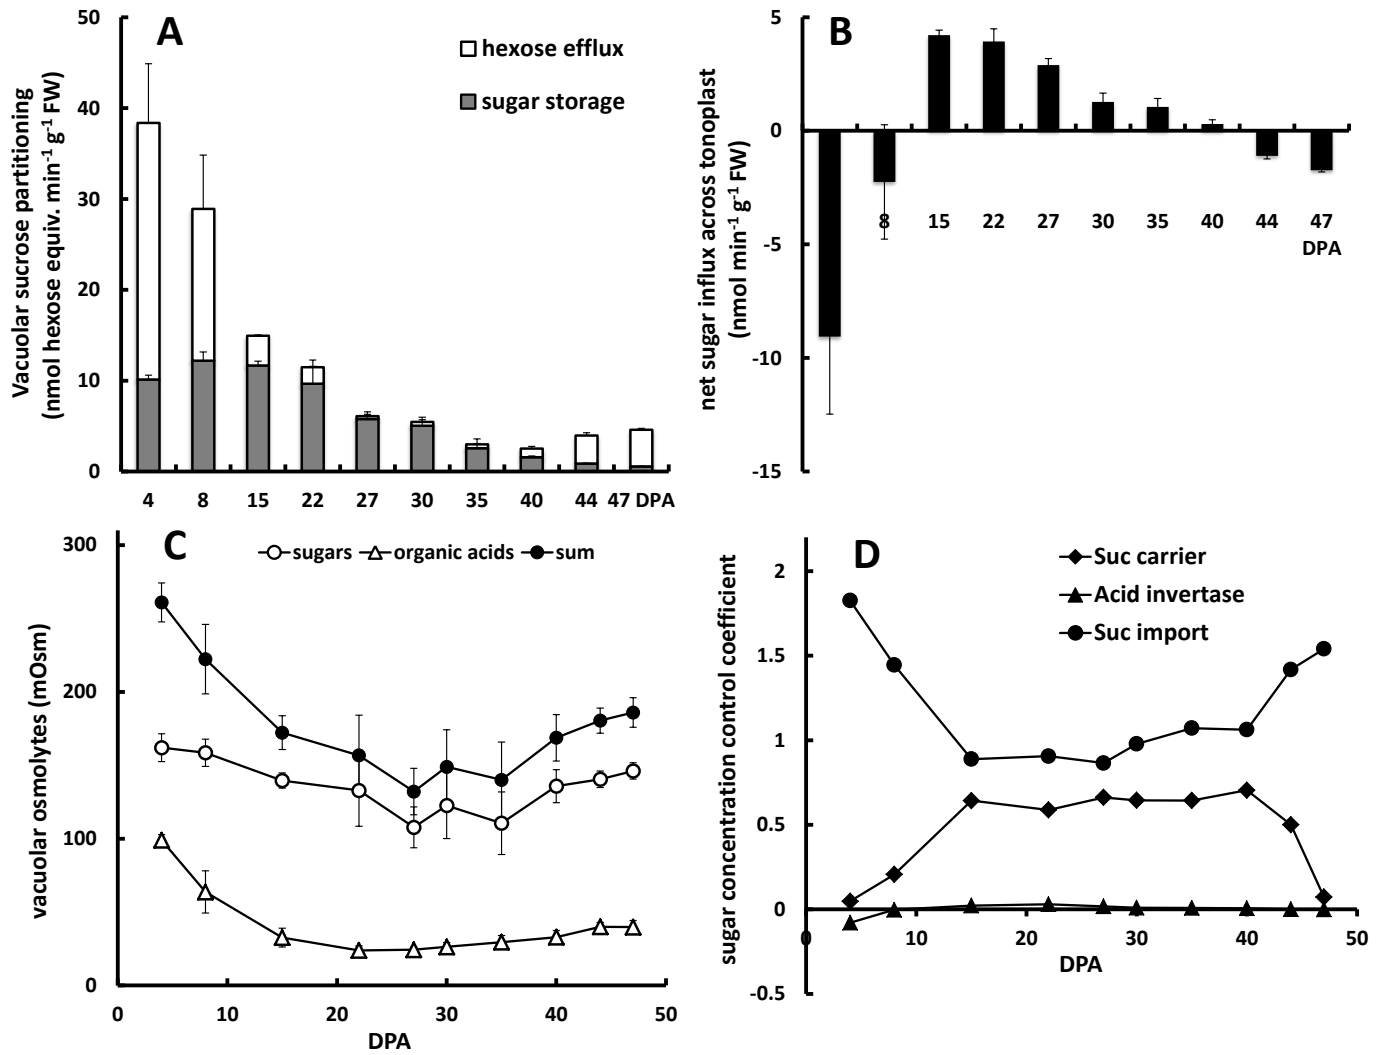 A
hexose efflux
sugar storage
Vacuolar sucrose partitioning
(nmol hexose equiv. min-1 g-1 FW)
50
40
30
20
10
0
4 8 15 22 27 30 35 40 44 47 DPA
B
net sugar influx across tonoplast
(nmol min-1 g-1 FW)
5
0
-5
-10
-15
8 15 22 27 30 35 40 44 47
DPA
C
sugars organic acids sum
vacuolar osmolytes (mOsm)
300
200
100
0
0 10 20 30 40 50
DPA
D
Suc carrier
Acid invertase
Suc import
sugar concentration control coefficient
2
1.5
1
0.5
0
-0.5
0 10 20 30 40 50
DPA